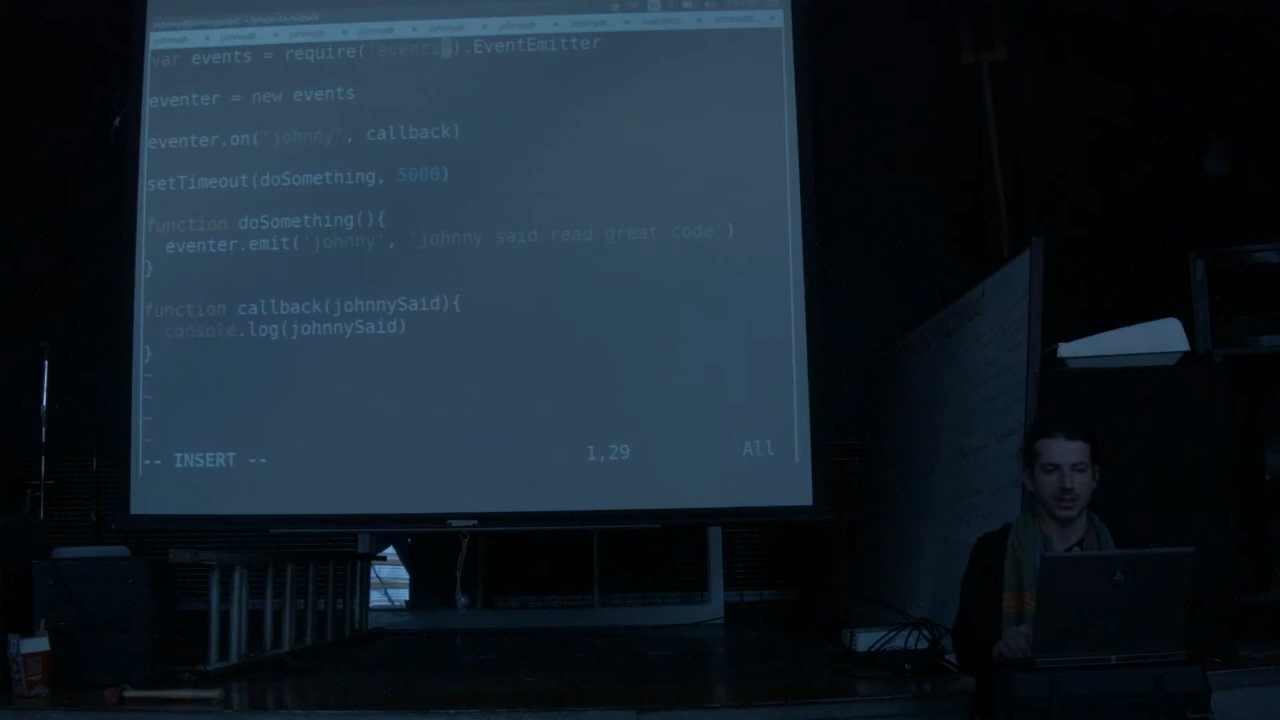 var events = require('events').EventEmitter
eventer = new events
eventer.on('johnny', callback)
setTimeout(doSomething, 5000)
function doSomething(){
eventer.emit('johnny', 'johnny said read great code')
}
function callback(johnnySaid){
console.log(johnnySaid)
}
~
~
~
~
-- INSERT -- 1,29 All